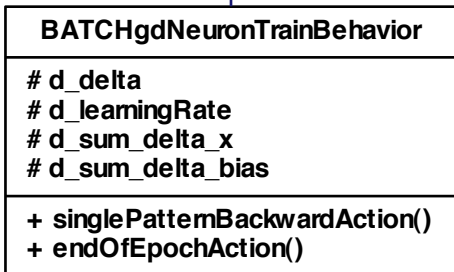 BATCHgdNeuronTrainBehavior
# d_delta
# d_learningRate
# d_sum_delta_x
# d_sum_delta_bias
+ singlePatternBackwardAction()
+ endOfEpochAction()